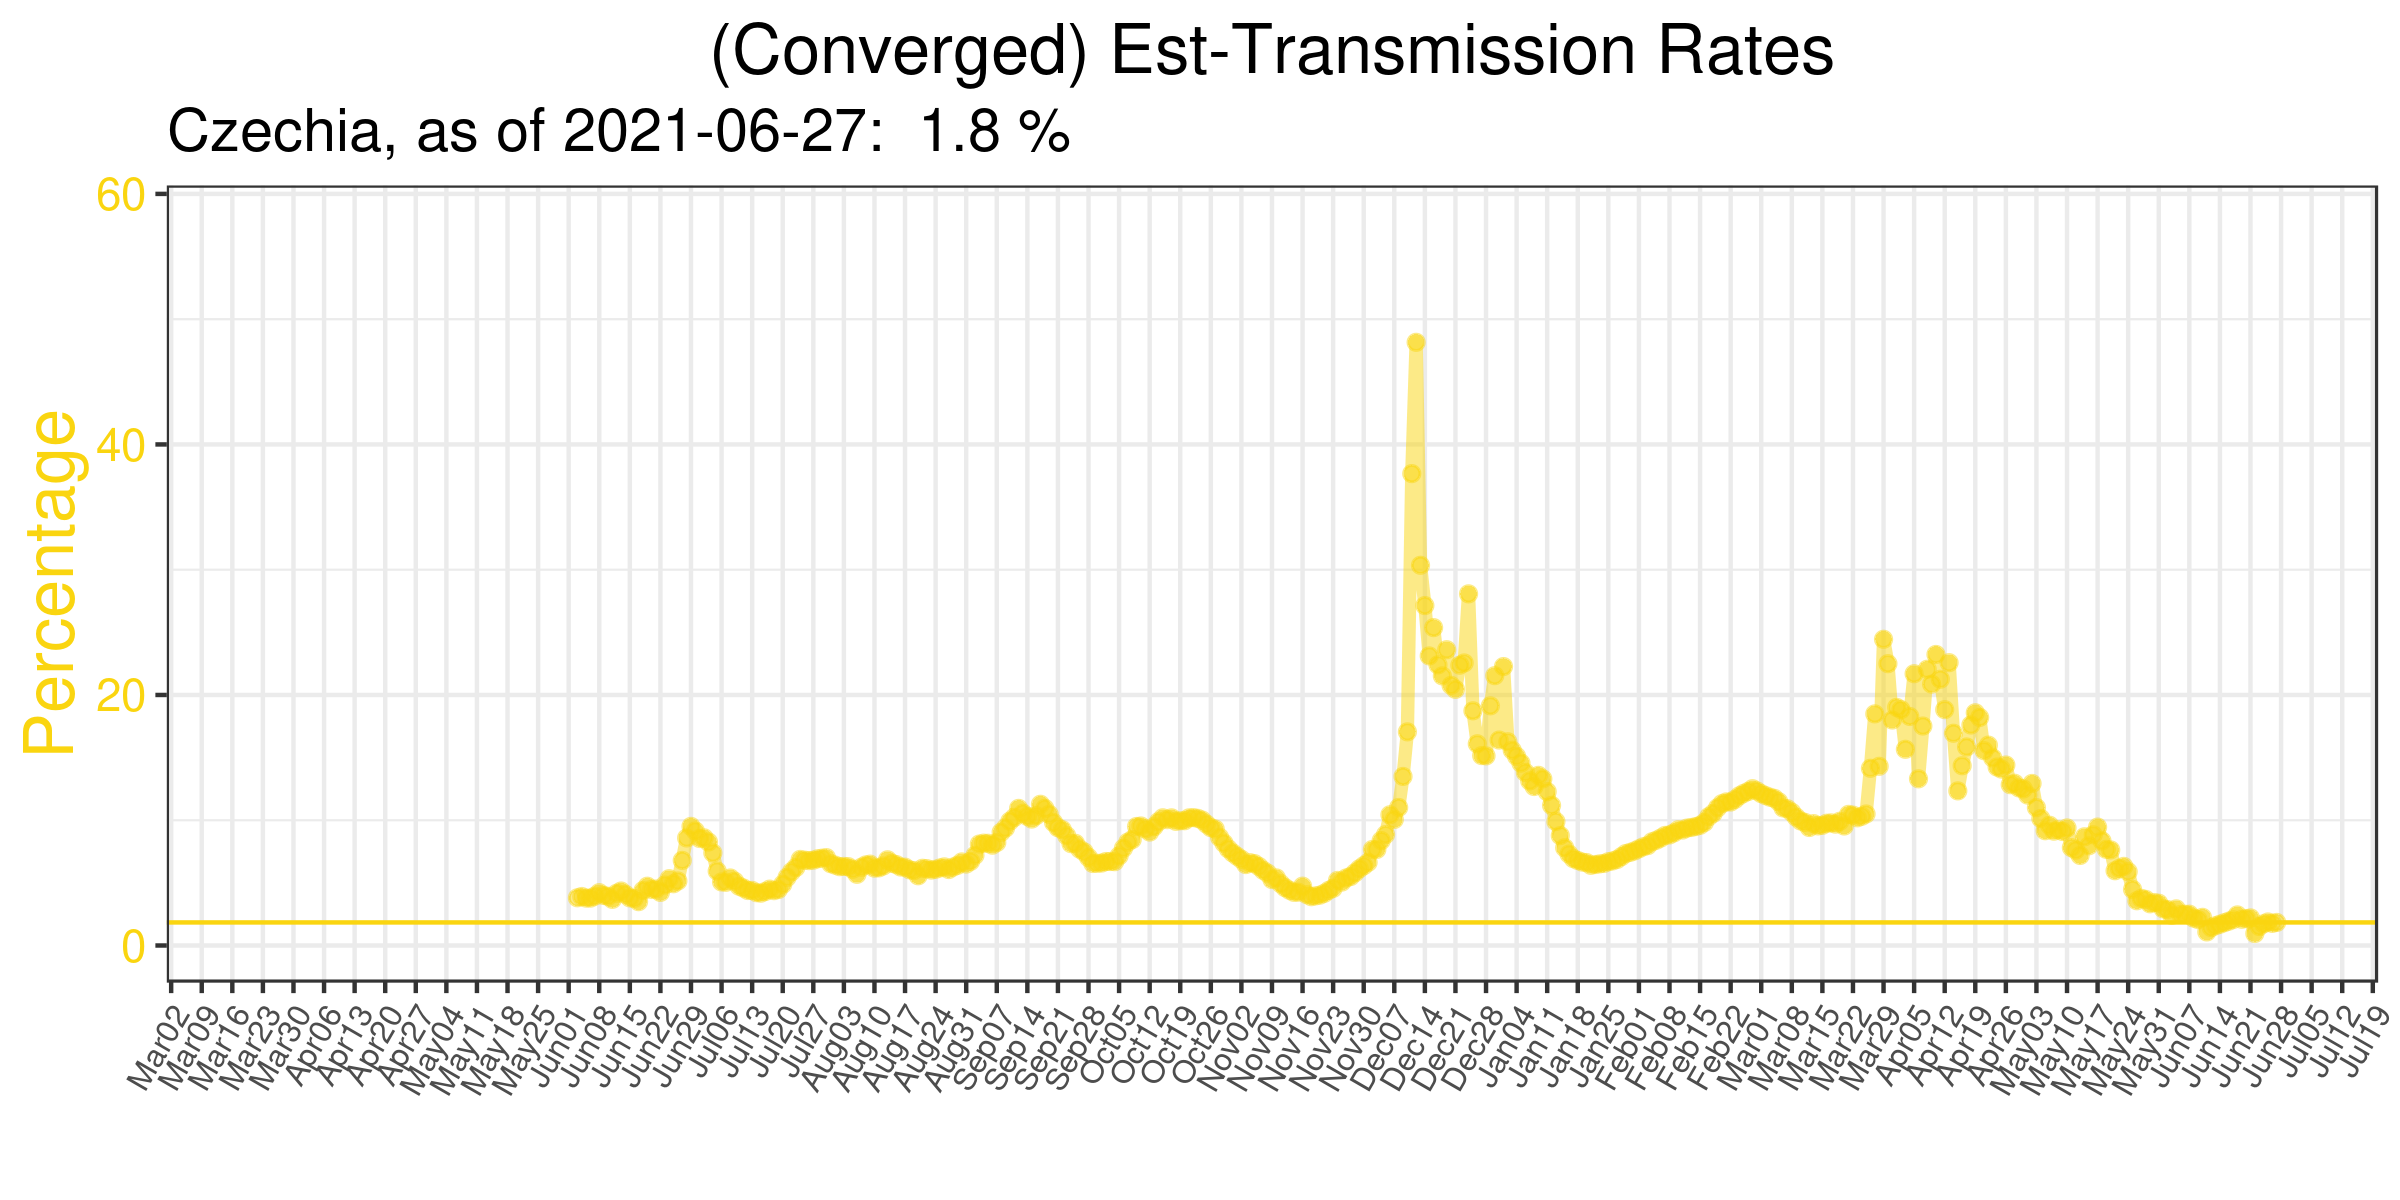 (Converged) Est-Transmission Rates
Czechia, as of 2021-06-27:  1.8 %
Percentage
60
40
20
0
Mar02
Mar09
Mar16
Mar23
Mar30
Apr06
Apr13
Apr20
Apr27
May04
May11
May18
May25
Jun01
Jun08
Jun15
Jun22
Jun29
Jul06
Jul13
Jul20
Jul27
Aug03
Aug10
Aug17
Aug24
Aug31
Sep07
Sep14
Sep21
Sep28
Oct05
Oct12
Oct19
Oct26
Nov02
Nov09
Nov16
Nov23
Nov30
Dec07
Dec14
Dec21
Dec28
Jan04
Jan11
Jan18
Jan25
Feb01
Feb08
Feb15
Feb22
Mar01
Mar08
Mar15
Mar22
Mar29
Apr05
Apr12
Apr19
Apr26
May03
May10
May17
May24
May31
Jun07
Jun14
Jun21
Jun28
Jul05
Jul12
Jul19